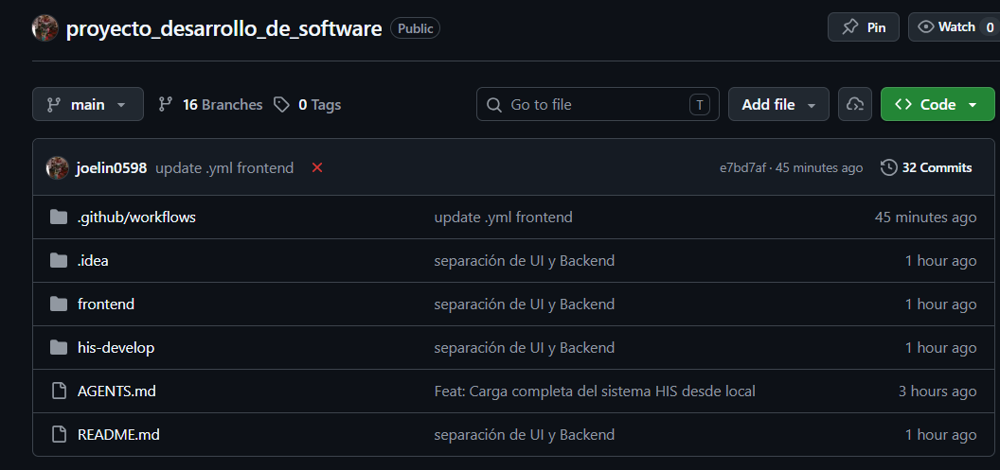 proyecto_desarrollo_de_software Public Pin Watch 0
main 16 Branches 0 Tags Go to file T Add file Code
joelin0598 update .yml frontend e7bd7af · 45 minutes ago 32 Commits
.github/workflows update .yml frontend 45 minutes ago
.idea separación de UI y Backend 1 hour ago
frontend separación de UI y Backend 1 hour ago
his-develop separación de UI y Backend 1 hour ago
AGENTS.md Feat: Carga completa del sistema HIS desde local 3 hours ago
README.md separación de UI y Backend 1 hour ago